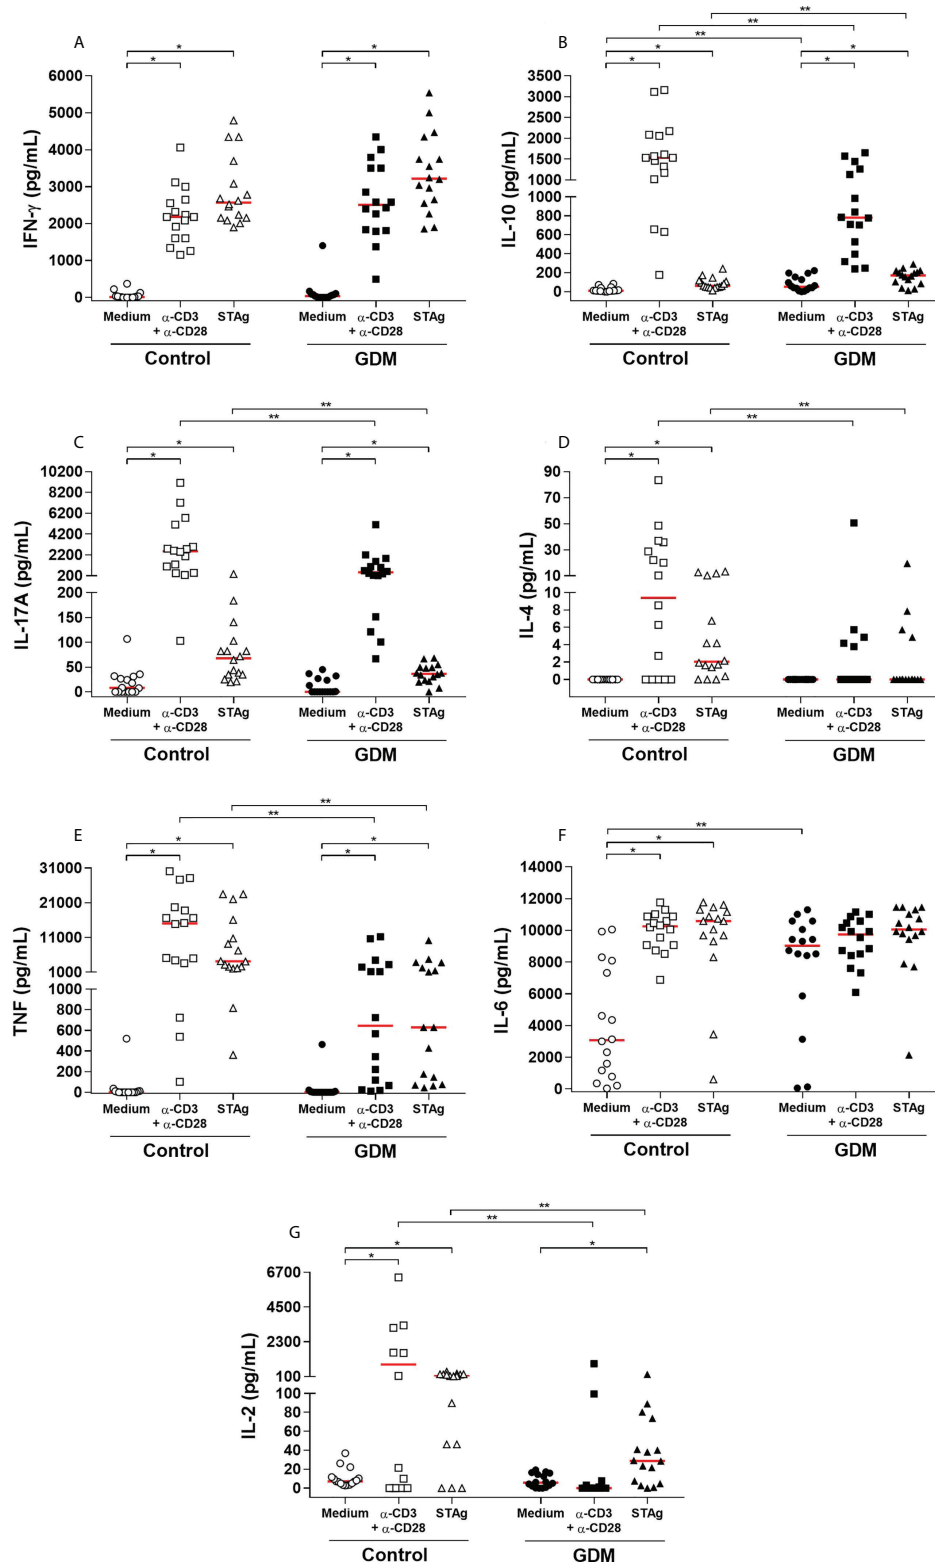 A
* 
*
*
*
IFN-γ (pg/mL)
6000
5000
4000
3000
2000
1000
0
Medium α-CD3 STAg Medium α-CD3 STAg
+ α-CD28 + α-CD28
Control GDM
B
**
**
**
*
*
*
*
IL-10 (pg/mL)
3500
3000
2500
2000
1500
1000
1000
800
600
400
200
0
Medium α-CD3 STAg Medium α-CD3 STAg
+ α-CD28 + α-CD28
Control GDM
C
**
**
*
*
*
*
IL-17A (pg/mL)
10200
8200
6200
4200
2200
200
200
150
100
50
0
Medium α-CD3 STAg Medium α-CD3 STAg
+ α-CD28 + α-CD28
Control GDM
D
**
**
*
*
IL-4 (pg/mL)
90
70
50
30
10
10
8
6
4
2
0
Medium α-CD3 STAg Medium α-CD3 STAg
+ α-CD28 + α-CD28
Control GDM
E
**
**
*
*
*
*
TNF (pg/mL)
31000
21000
11000
1000
1000
800
600
400
200
0
Medium α-CD3 STAg Medium α-CD3 STAg
+ α-CD28 + α-CD28
Control GDM
F
**
*
*
IL-6 (pg/mL)
14000
12000
10000
8000
6000
4000
2000
0
Medium α-CD3 STAg Medium α-CD3 STAg
+ α-CD28 + α-CD28
Control GDM
G
**
**
*
*
*
IL-2 (pg/mL)
6700
4500
2300
100
100
80
60
40
20
0
Medium α-CD3 STAg Medium α-CD3 STAg
+ α-CD28 + α-CD28
Control GDM